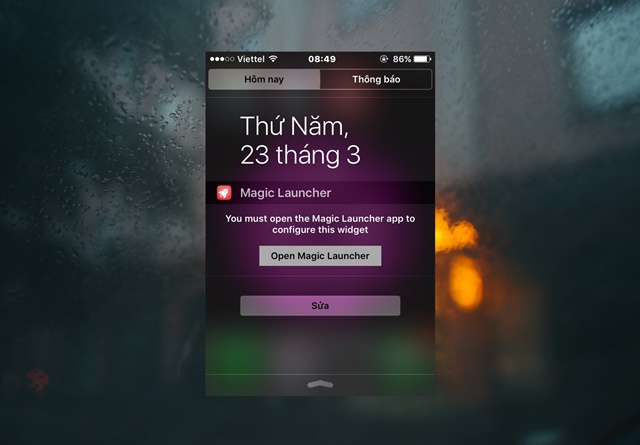 Viettel 08:49 86%
Hôm nay Thông báo
Thứ Năm,
23 tháng 3
Magic Launcher
You must open the Magic Launcher app to
configure this widget
Open Magic Launcher
Sửa